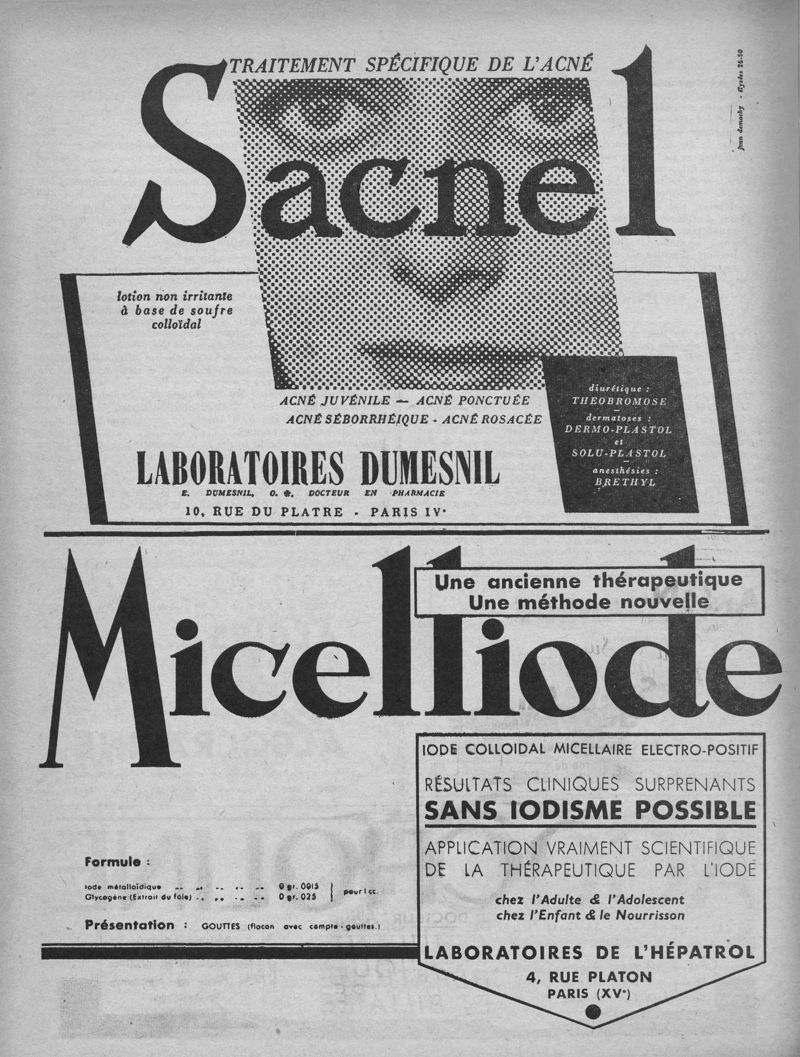 TRAITEMENT SPÉCIFIQUE DE L'ACNÉ
Sacnel
Jean damachy - Élysées 26-50
lotion non irritante
à base de soufre
colloïdal
ACNÉ JUVÉNILE — ACNÉ PONCTUÉE
ACNÉ SÉBORRHÉIQUE - ACNÉ ROSACÉE
diurétique :
THEOBROMOSE
dermatoses :
DERMO-PLASTOL
et
SOLU-PLASTOL
anesthésies :
BRETHYL
LABORATOIRES DUMESNIL
E. DUMESNIL, O. ✻, DOCTEUR EN PHARMACIE
10, RUE DU PLATRE - PARIS IVᵉ
Une ancienne thérapeutique
Une méthode nouvelle
Micelliode
IODE COLLOIDAL MICELLAIRE ELECTRO-POSITIF
RÉSULTATS CLINIQUES SURPRENANTS
SANS IODISME POSSIBLE
APPLICATION VRAIMENT SCIENTIFIQUE
DE LA THÉRAPEUTIQUE PAR L'IODE
chez l'Adulte & l'Adolescent
chez l'Enfant & le Nourrisson
Formule :
Iode métalloïdique .. .. .. .. 0 gr. 0015
Glycogène (Extrait du foie) .. .. .. .. 0 gr. 025
pour 1 cc.
Présentation : GOUTTES (flacon avec compte-gouttes.)
LABORATOIRES DE L'HÉPATROL
4, RUE PLATON
PARIS (XVᵉ)